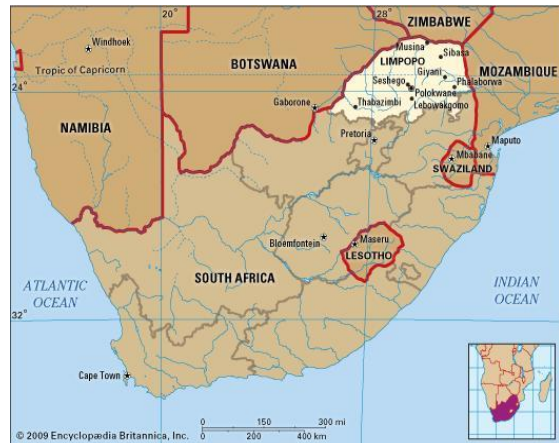 20
28
ZIMBABWE
Windhoek
Musina
Sibasa
LIMPOPO
Tropic of Capricorn
BOTSWANA
Giyani
MOZAMBIQUE
24
Seshego
Phalaborwa
Polokwane
Gaborone
Thabazimbi
Lebowakgomo
NAMIBIA
Pretoria
Maputo
Mbabane
SWAZILAND
Bloemfontein
Maseru
LESOTHO
SOUTH AFRICA
ATLANTIC
OCEAN
INDIAN
OCEAN
32
Cape Town
0 150 300 mi
0 200 400 km
© 2009 Encyclopædia Britannica, Inc.